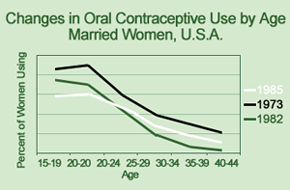 Changes in Oral Contraceptive Use by Age
Married Women, U.S.A.
Percent of Women Using
1985
1973
1982
15-19 20-20 20-24 25-29 30-34 35-39 40-44
Age